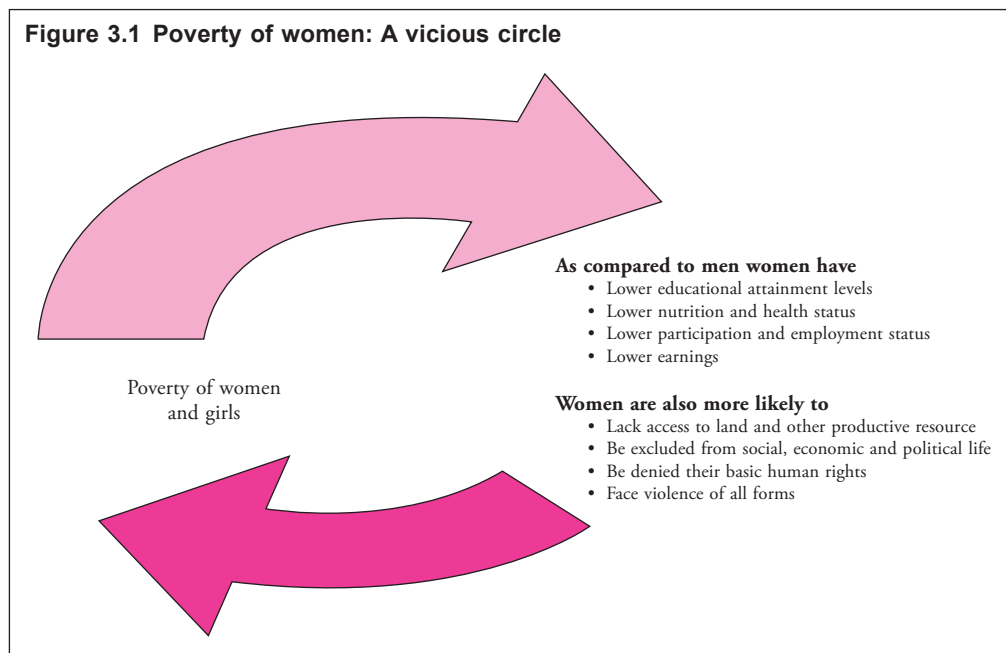 Figure 3.1 Poverty of women: A vicious circle
As compared to men women have
• Lower educational attainment levels
• Lower nutrition and health status
• Lower participation and employment status
• Lower earnings
Poverty of women
and girls
Women are also more likely to
• Lack access to land and other productive resource
• Be excluded from social, economic and political life
• Be denied their basic human rights
• Face violence of all forms